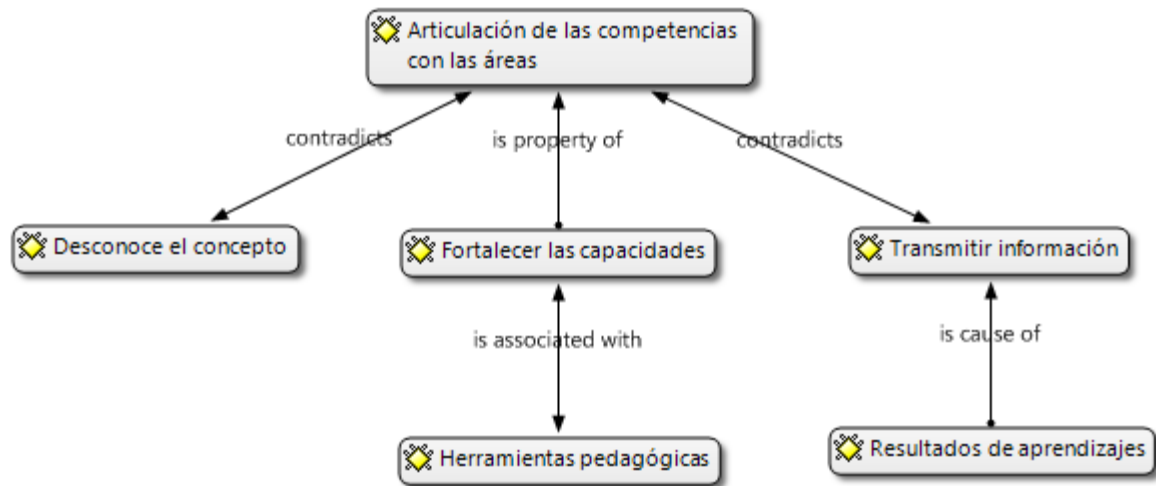 Articulación de las competencias
con las áreas
contradicts
is property of
contradicts
Desconoce el concepto
Fortalecer las capacidades
Transmitir información
is associated with
is cause of
Herramientas pedagógicas
Resultados de aprendizajes